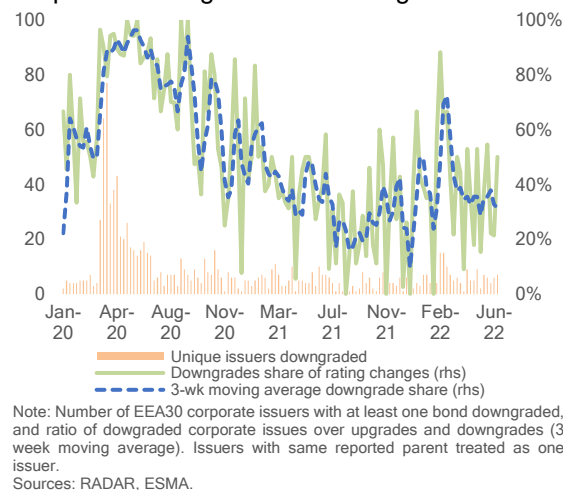 100 100%
80 80%
60 60%
40 40%
20 20%
0 0%
Jan- Apr- Aug- Nov- Mar- Jul- Nov- Feb- Jun-
20 20 20 20 21 21 21 22 22
Unique issuers downgraded
Downgrades share of rating changes (rhs)
3-wk moving average downgrade share (rhs)
Note: Number of EEA30 corporate issuers with at least one bond downgraded,
and ratio of dowgraded corporate issues over upgrades and downgrades (3
week moving average). Issuers with same reported parent treated as one
issuer.
Sources: RADAR, ESMA.